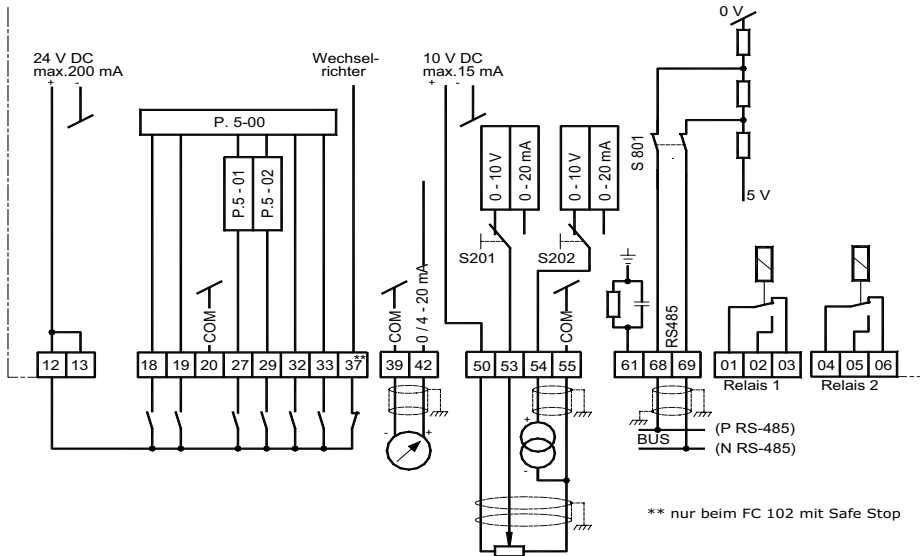 0 V
24 V DC
max.200 mA
+ -
Wechsel-
richter
10 V DC
max.15 mA
+ -
P. 5-00
P.5 - 01
P.5 - 02
0 - 10 V
0 - 20 mA
0 - 10 V
0 - 20 mA
S 801
5 V
S201
S202
COM
COM
0 / 4 - 20 mA
COM
RS485
**
12 13
18 19 20 27 29 32 33 37
39 42
50 53 54 55
61 68 69
01 02 03
04 05 06
Relais 1
Relais 2
- +
+
-
BUS
(P RS-485)
(N RS-485)
** nur beim FC 102 mit Safe Stop